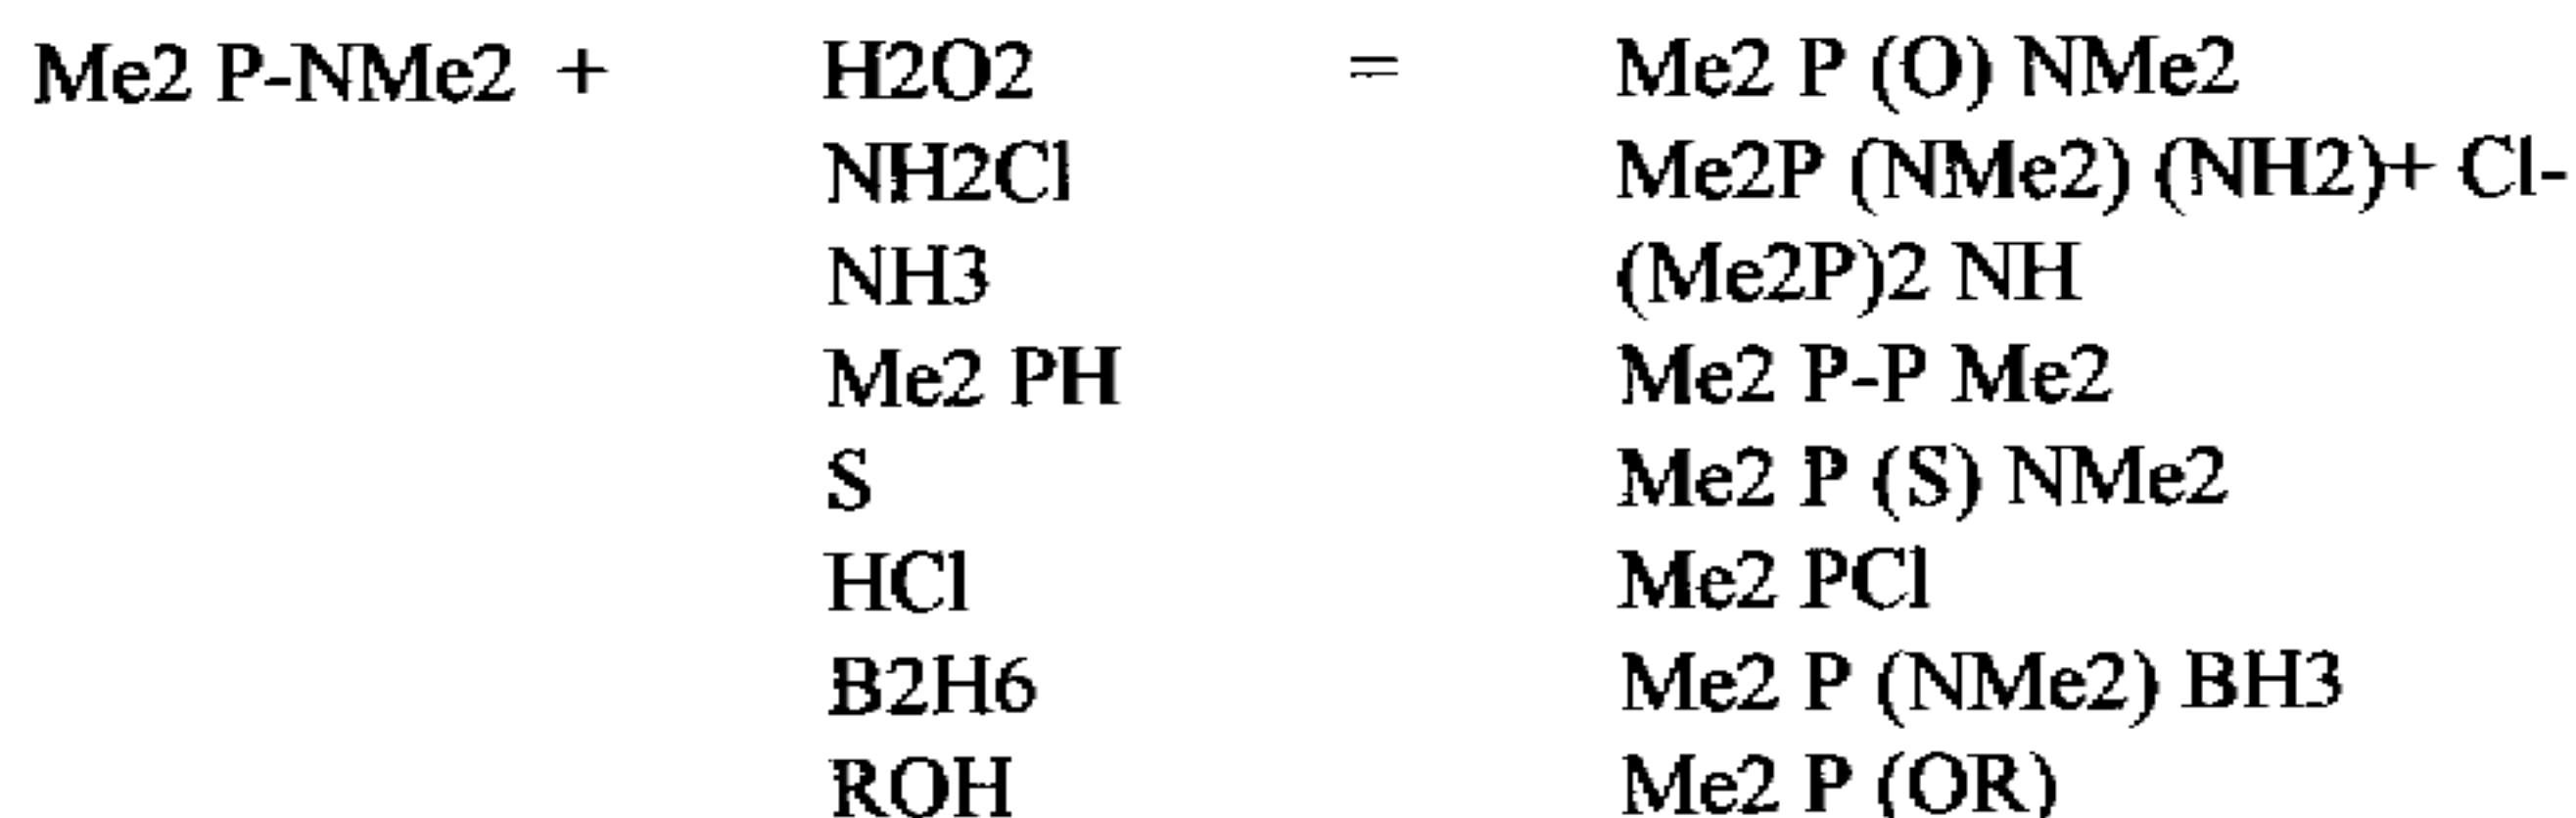 Me2 P-NMe2 + H2O2 = Me2 P (O) NMe2
NH2Cl Me2P (NMe2) (NH2)+ Cl-
NH3 (Me2P)2 NH
Me2 PH Me2 P-P Me2
S Me2 P (S) NMe2
HCl Me2 PCl
B2H6 Me2 P (NMe2) BH3
ROH Me2 P (OR)